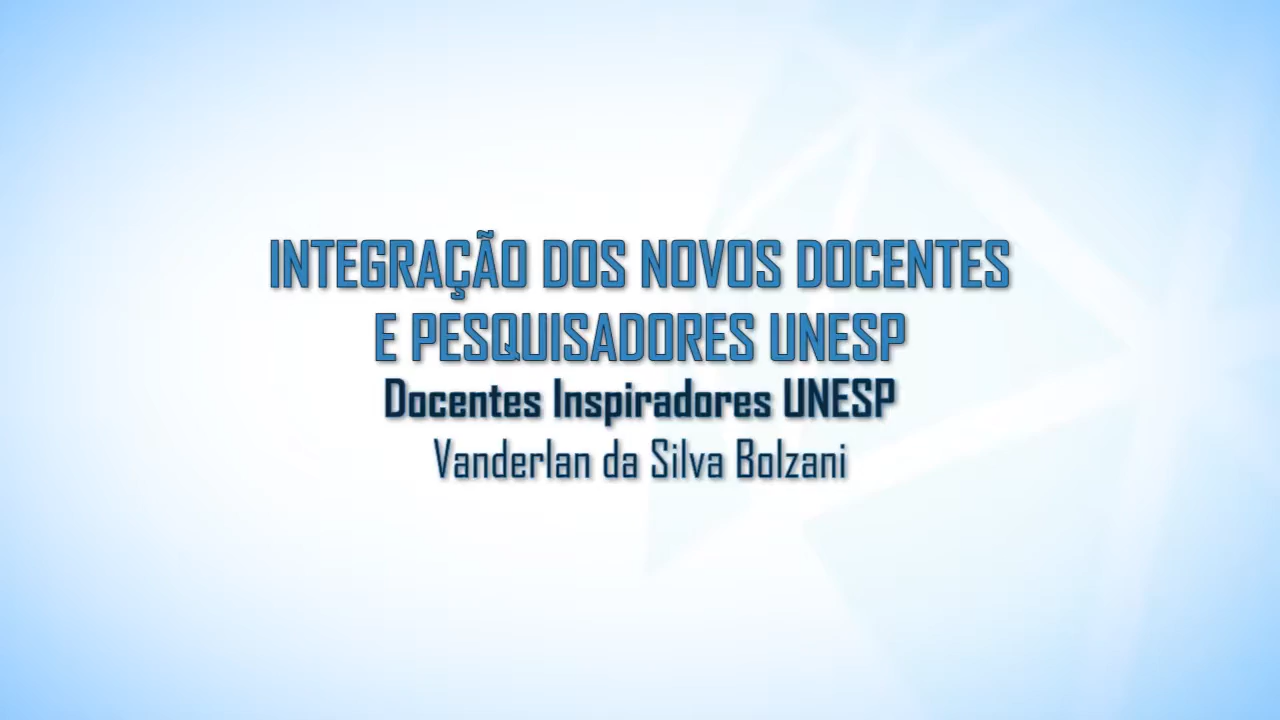 INTEGRAÇÃO DOS NOVOS DOCENTES
E PESQUISADORES UNESP
Docentes Inspiradores UNESP
Vanderlan da Silva Bolzani